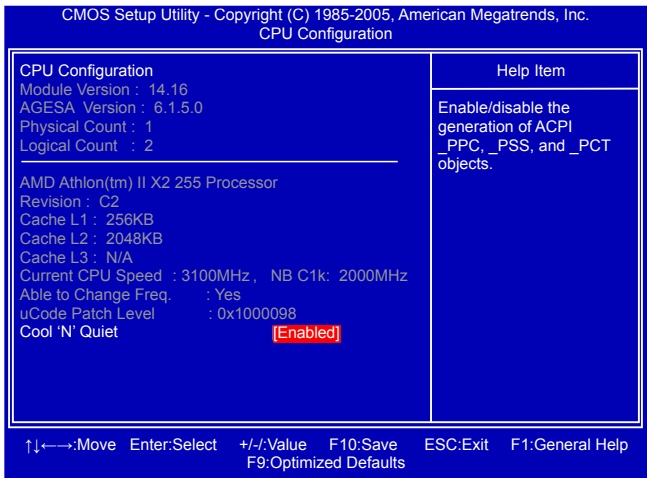 CMOS Setup Utility - Copyright (C) 1985-2005, American Megatrends, Inc.
CPU Configuration
CPU Configuration
Module Version : 14.16
AGESA Version : 6.1.5.0
Physical Count : 1
Logical Count : 2
AMD Athlon(tm) II X2 255 Processor
Revision : C2
Cache L1 : 256KB
Cache L2 : 2048KB
Cache L3 : N/A
Current CPU Speed : 3100MHz , NB C1k: 2000MHz
Able to Change Freq. : Yes
uCode Patch Level : 0x1000098
Cool ‘N’ Quiet [Enabled]
Help Item
Enable/disable the
generation of ACPI
_PPC, _PSS, and _PCT
objects.
↑↓←→:Move Enter:Select +/-/:Value F10:Save ESC:Exit F1:General Help
F9:Optimized Defaults